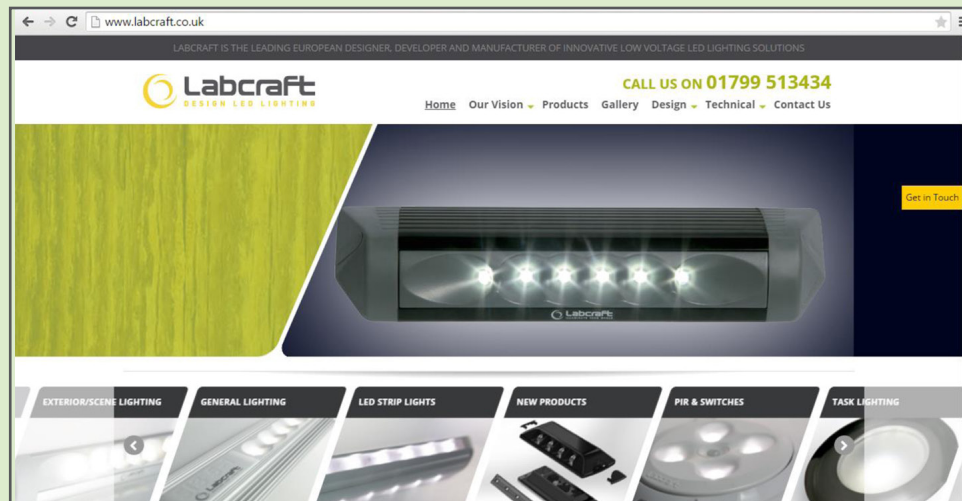 www.labcraft.co.uk
LABCRAFT IS THE LEADING EUROPEAN DESIGNER, DEVELOPER AND MANUFACTURER OF INNOVATIVE LOW VOLTAGE LED LIGHTING SOLUTIONS
Labcraft
DESIGN LED LIGHTING
CALL US ON 01799 513434
Home Our Vision Products Gallery Design Technical Contact Us
Get in Touch
Labcraft
EXTERIOR/SCENE LIGHTING GENERAL LIGHTING LED STRIP LIGHTS NEW PRODUCTS PIR & SWITCHES TASK LIGHTING
Labcraft